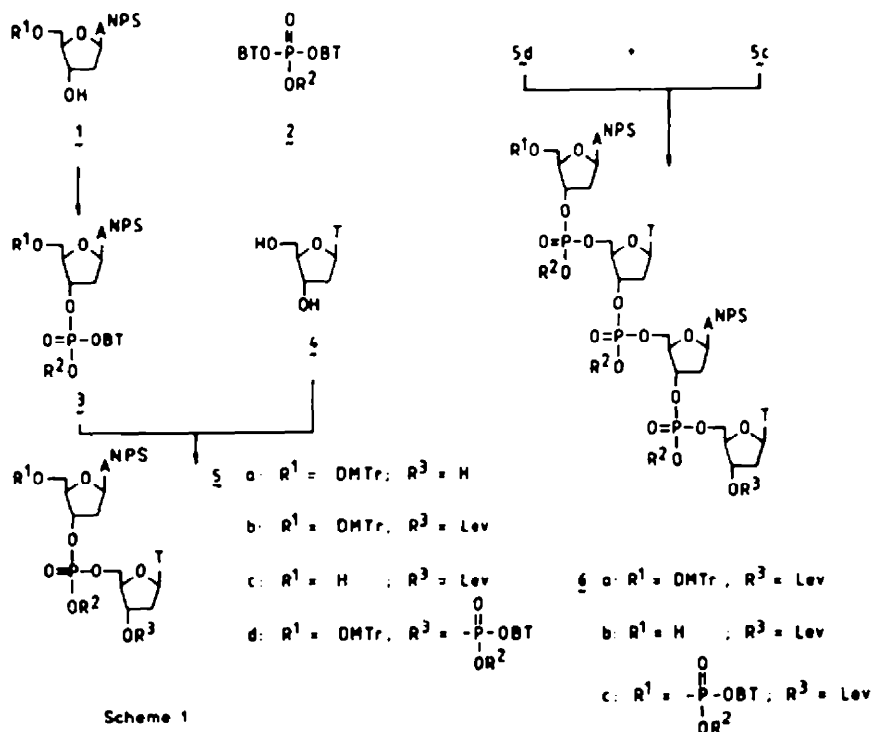 R¹O
O
A NPS
OH
1
O
BTO-P-OBT
OR²
2
5d + 5c
R¹O
O
A NPS
O
O=P-OBT
R²O
3
HO
O
T
OH
4
R¹O
O
A NPS
O
O=P-O
R²O
O
T
O
O=P-O
R²O
O
A NPS
O
O=P-O
R²O
O
T
OR³
R¹O
O
A NPS
O
O=P-O
OR²
O
T
OR³
5 a: R¹ = DMTr; R³ = H
b: R¹ = DMTr, R³ = Lev
c: R¹ = H ; R³ = Lev
d: R¹ = DMTr, R³ = -P-OBT
O
OR²
6 a: R¹ = DMTr, R³ = Lev
b: R¹ = H ; R³ = Lev
c: R¹ = -P-OBT ; R³ = Lev
O
OR²
Scheme 1